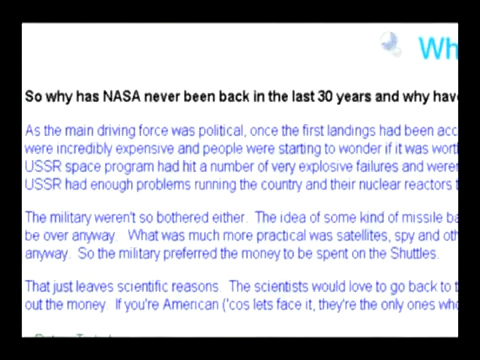 Wh
So why has NASA never been back in the last 30 years and why have
As the main driving force was political, once the first landings had been acc
were incredibly expensive and people were starting to wonder if it was wort
USSR space program had hit a number of very explosive failures and weren
USSR had enough problems running the country and their nuclear reactors t
The military weren't so bothered either.  The idea of some kind of missile ba
be over anyway.   What was much more practical was satellites, spy and oth
anyway.  So the military preferred the money to be spent on the Shuttles.
That just leaves scientific reasons.  The scientists would love to go back to t
out the money.  If you're American ('cos lets face it, they're the only ones who